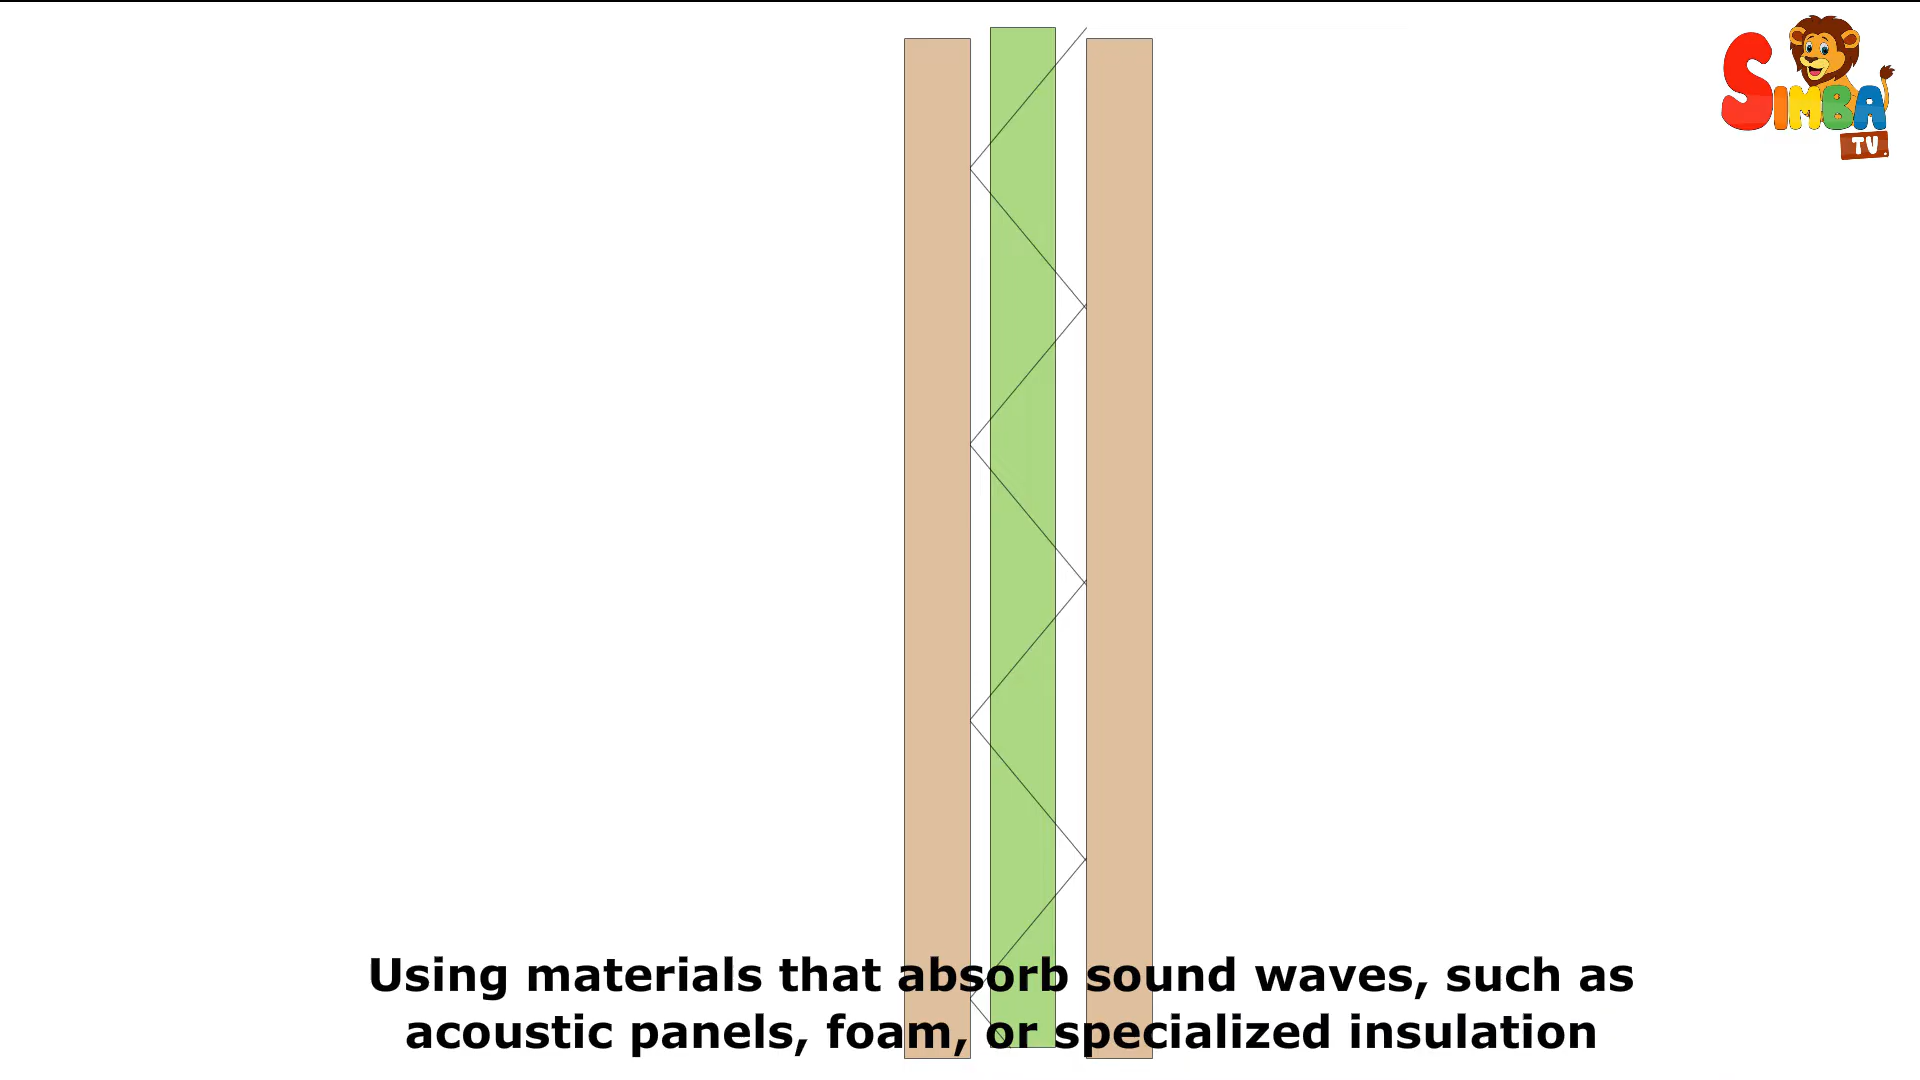 SIMBA
TV
Using materials that absorb sound waves, such as
acoustic panels, foam, or specialized insulation